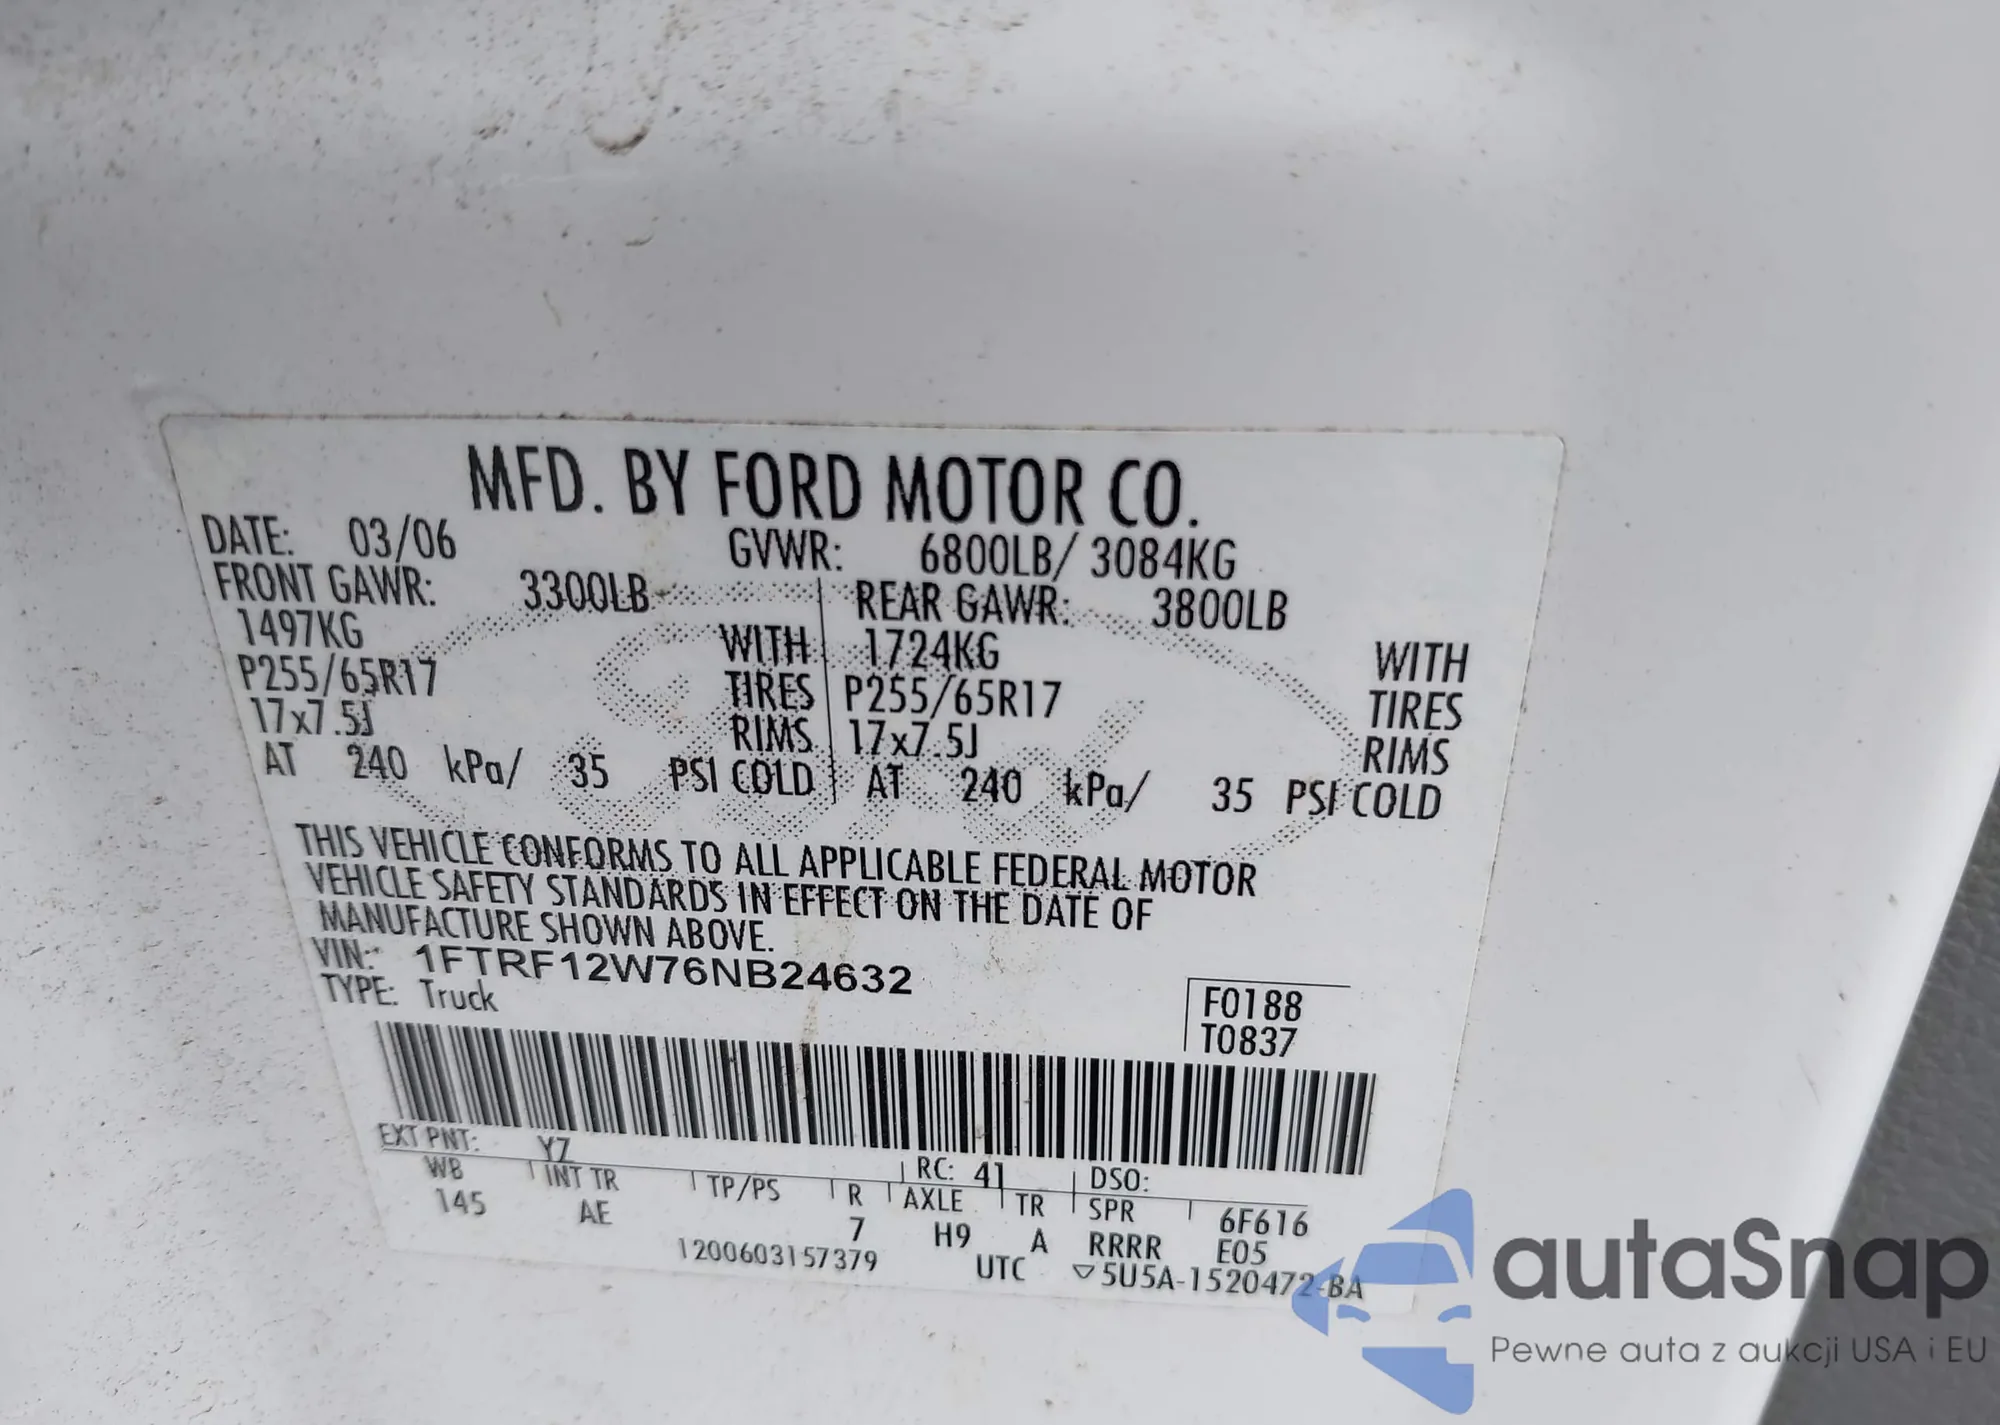 MFD. BY FORD MOTOR CO.
DATE: 03/06 GVWR: 6800LB/ 3084KG
FRONT GAWR: 3300LB REAR GAWR: 3800LB
1497KG WITH 1724KG WITH
P255/65R17 TIRES P255/65R17 TIRES
17x7.5J RIMS 17x7.5J RIMS
AT 240 kPa/ 35 PSI COLD AT 240 kPa/ 35 PSI COLD
THIS VEHICLE CONFORMS TO ALL APPLICABLE FEDERAL MOTOR
VEHICLE SAFETY STANDARDS IN EFFECT ON THE DATE OF
MANUFACTURE SHOWN ABOVE.
VIN: 1FTRF12W76NB24632
TYPE: Truck
F0188
T0837
EXT PNT: YZ RC: 41 DSO:
WB INT TR TP/PS R AXLE TR SPR 6F616
145 AE 7 H9 A RRRR E05
1200603157379 UTC ▽5U5A-1520472-BA
Ford
autaSnap
Pewne auta z aukcji USA i EU